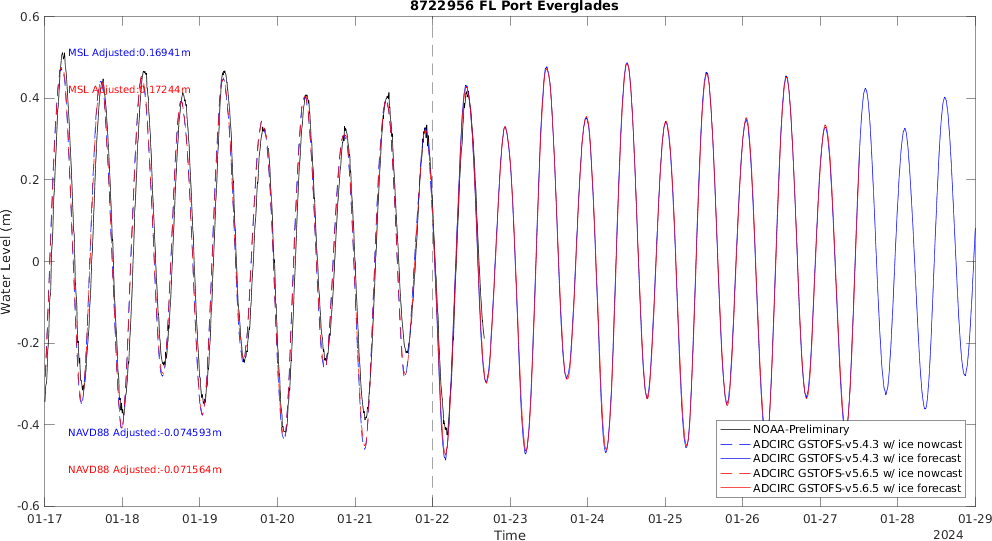 8722956 FL Port Everglades
0.6
0.4
0.2
0
-0.2
-0.4
-0.6
Water Level (m)
MSL Adjusted:0.16941m
MSL Adjusted:0.17244m
NAVD88 Adjusted:-0.074593m
NAVD88 Adjusted:-0.071564m
NOAA-Preliminary
ADCIRC GSTOFS-v5.4.3 w/ ice nowcast
ADCIRC GSTOFS-v5.4.3 w/ ice forecast
ADCIRC GSTOFS-v5.6.5 w/ ice nowcast
ADCIRC GSTOFS-v5.6.5 w/ ice forecast
01-17 01-18 01-19 01-20 01-21 01-22 01-23 01-24 01-25 01-26 01-27 01-28 01-29
Time
2024